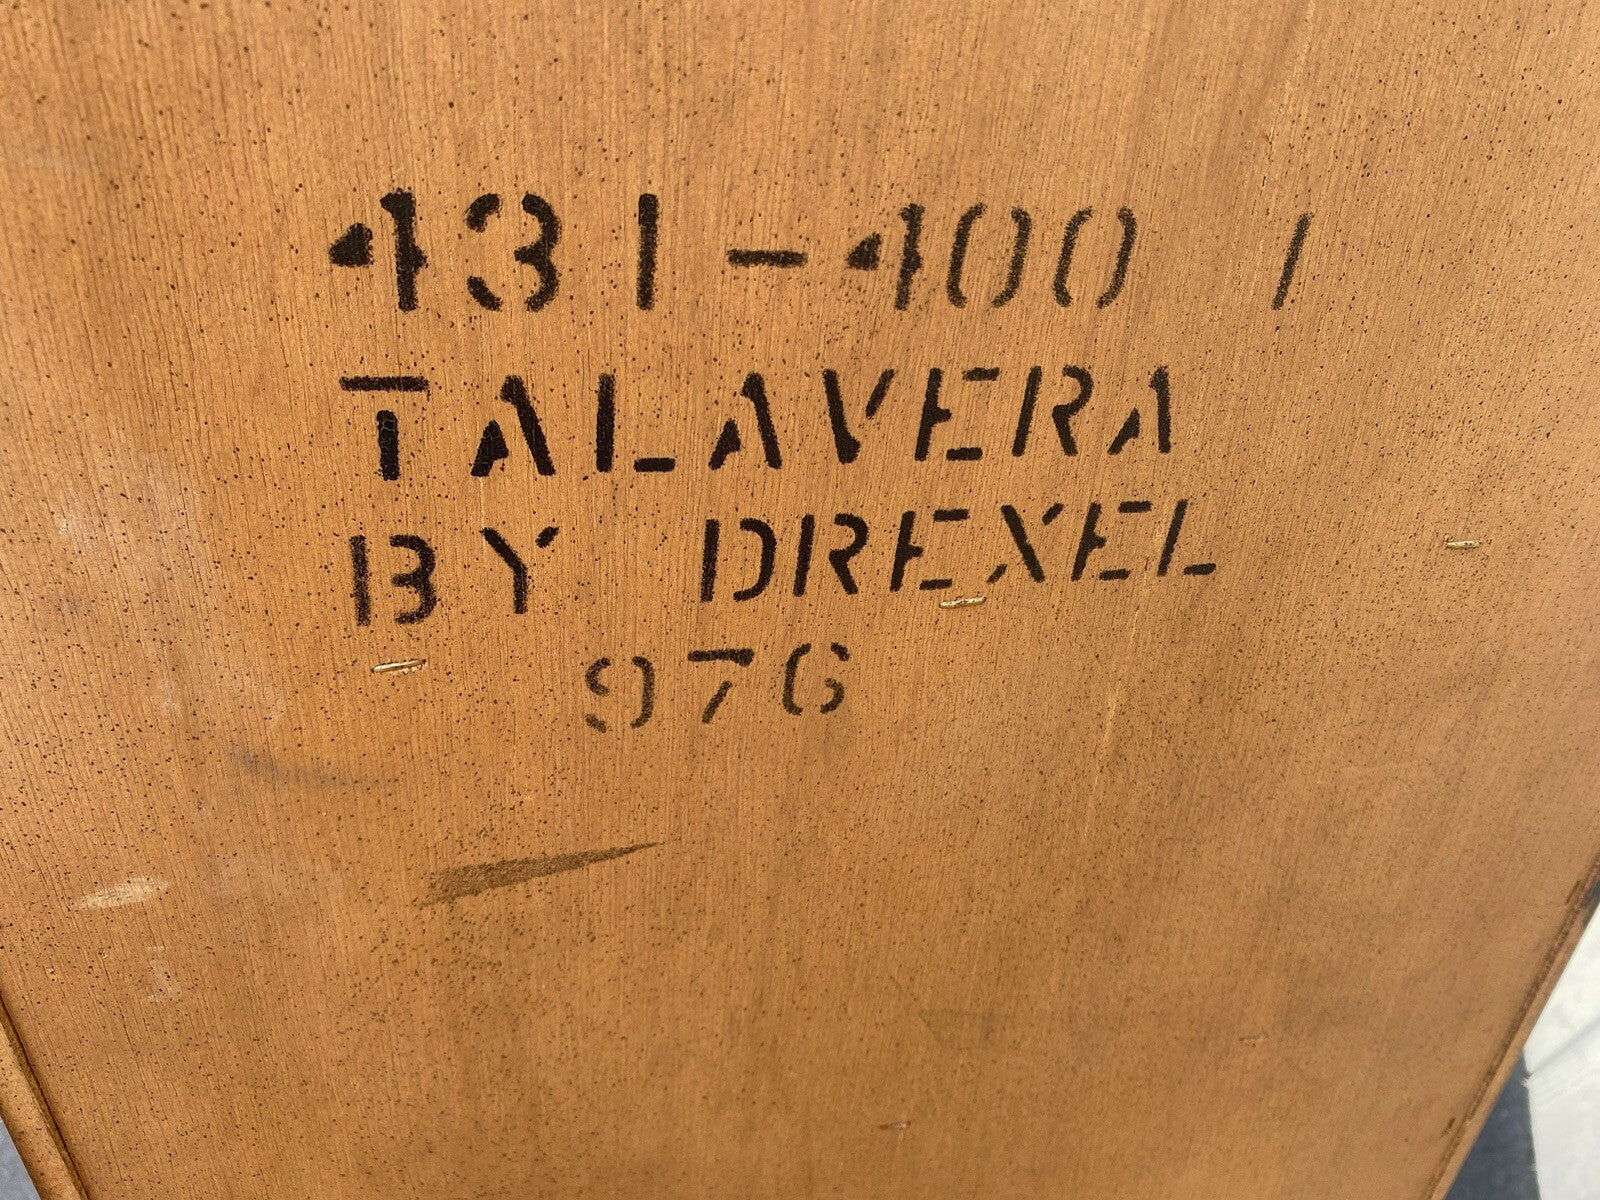 431-400 1
TALAVERA
BY DREXEL
976